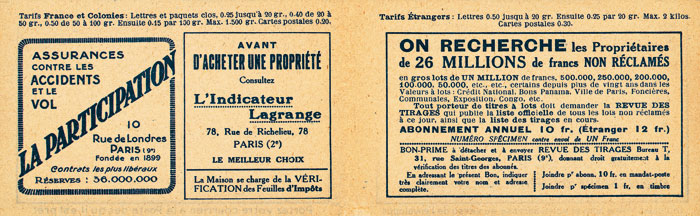 Tarifs France et Colonies: Lettres et paquets clos, 0.25 jusqu'à 20 gr., 0.40 de 20 à
50 gr., 0.50 de 50 à 100 gr. Ensuite 0.15 par 100 gr. Max. 1.500 gr. Cartes postales 0.20.
ASSURANCES
CONTRE LES
ACCIDENTS
ET LE
VOL
LA PARTICIPATION
10
Rue de Londres
PARIS (9e)
Fondée en 1899
Contrats les plus libéraux
RÉSERVES : 36.000.000
AVANT
D'ACHETER UNE PROPRIÉTÉ
Consultez
L'Indicateur
Lagrange
78, Rue de Richelieu, 78
PARIS (2e)
LE MEILLEUR CHOIX
La Maison se charge de la VÉRI-
FICATION des Feuilles d'Impôts
Tarifs Étrangers : Lettres 0.50 jusqu'à 20 gr. Ensuite 0.25 par 20 gr. Max. 2 kilos.
Cartes postales 0.30.
ON RECHERCHE les Propriétaires
de 26 MILLIONS de francs NON RÉCLAMÉS
en gros lots de UN MILLION de francs, 500.000, 250.000, 200.000,
100.000, 50.000, etc., etc., certains depuis plus de vingt ans dans les
Valeurs à lots : Crédit National, Bons Panama, Ville de Paris, Foncières,
Communales, Exposition, Congo, etc.
Tout porteur de titres à lots doit demander la REVUE DES
TIRAGES qui publie la liste officielle de tous les lots non réclamés
à ce jour, ainsi que la liste des tirages en cours.
ABONNEMENT ANNUEL 10 fr. (Étranger 12 fr.)
NUMÉRO SPÉCIMEN contre envoi de UN Franc
BON-PRIME à détacher et à envoyer REVUE DES TIRAGES Bureau T,
31, rue Saint-Georges, PARIS (9e), donnant droit gratuitement à la
vérification des titres des abonnés.
En adressant le présent Bon, indiquer
très clairement votre nom et adresse
complète.
Joindre pr abonn. 10 fr. en mandat-poste
Joindre pr spécimen 1 fr. en timbre